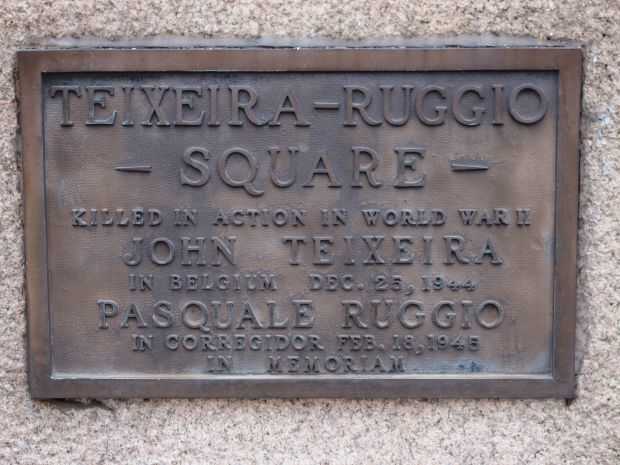 TEIXEIRA-RUGGIO
- SQUARE -
KILLED IN ACTION IN WORLD WAR II
JOHN TEIXEIRA
IN BELGIUM DEC. 25, 1944
PASQUALE RUGGIO
IN CORREGIDOR FEB. 18, 1945
IN MEMORIAM